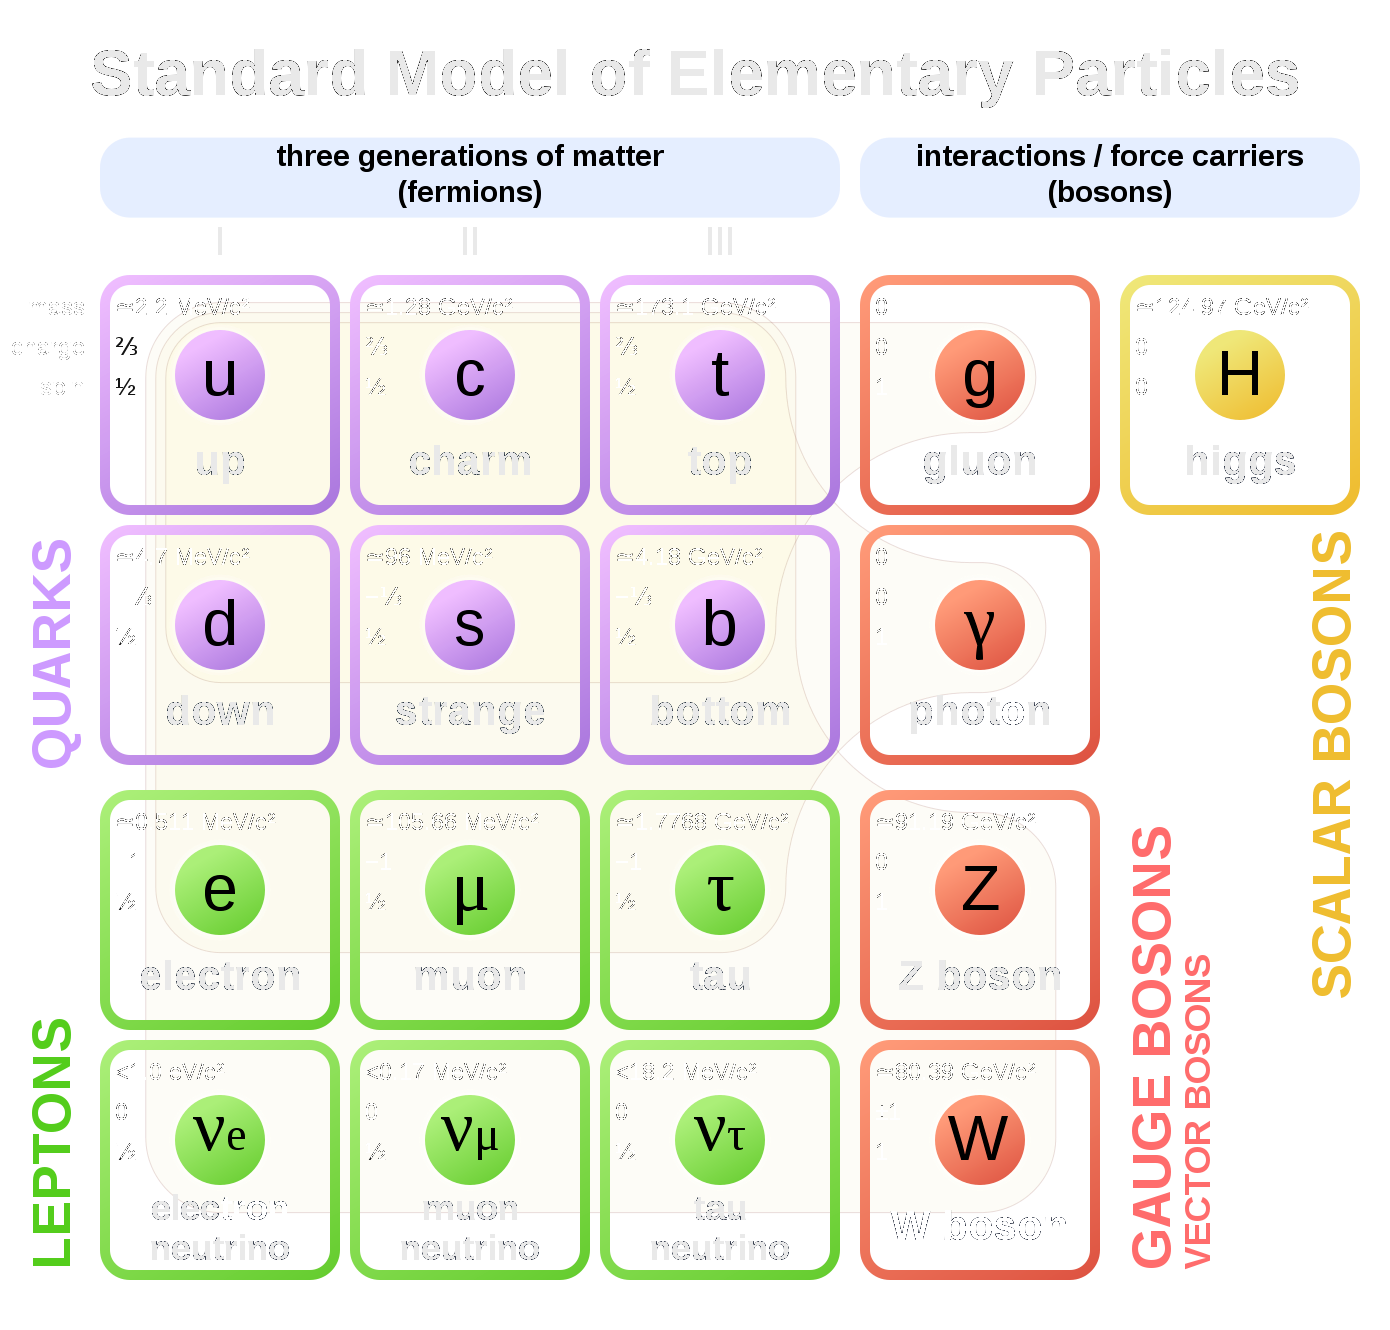 Standard Model of Elementary Particles
three generations of matter
(fermions)
interactions / force carriers
(bosons)
I II III
mass
charge
spin
≃2.2 MeV/c²
⅔
½
u
up
≃1.28 GeV/c²
⅔
½
c
charm
≃173.1 GeV/c²
⅔
½
t
top
0
0
1
g
gluon
≃124.97 GeV/c²
0
0
H
higgs
QUARKS
≃4.7 MeV/c²
½
d
down
≃96 MeV/c²
−⅓
½
s
strange
≃4.18 GeV/c²
−⅓
½
b
bottom
0
0
1
γ
photon
SCALAR BOSONS
LEPTONS
≃0.511 MeV/c²
−1
½
e
electron
≃105.66 MeV/c²
−1
½
μ
muon
≃1.7768 GeV/c²
−1
½
τ
tau
≃91.19 GeV/c²
0
1
Z
Z boson
GAUGE BOSONS
VECTOR BOSONS
<1.0 eV/c²
0
½
νe
electron
neutrino
<0.17 MeV/c²
0
½
νμ
muon
neutrino
<18.2 MeV/c²
0
½
ντ
tau
neutrino
≃80.39 GeV/c²
1
W
W boson